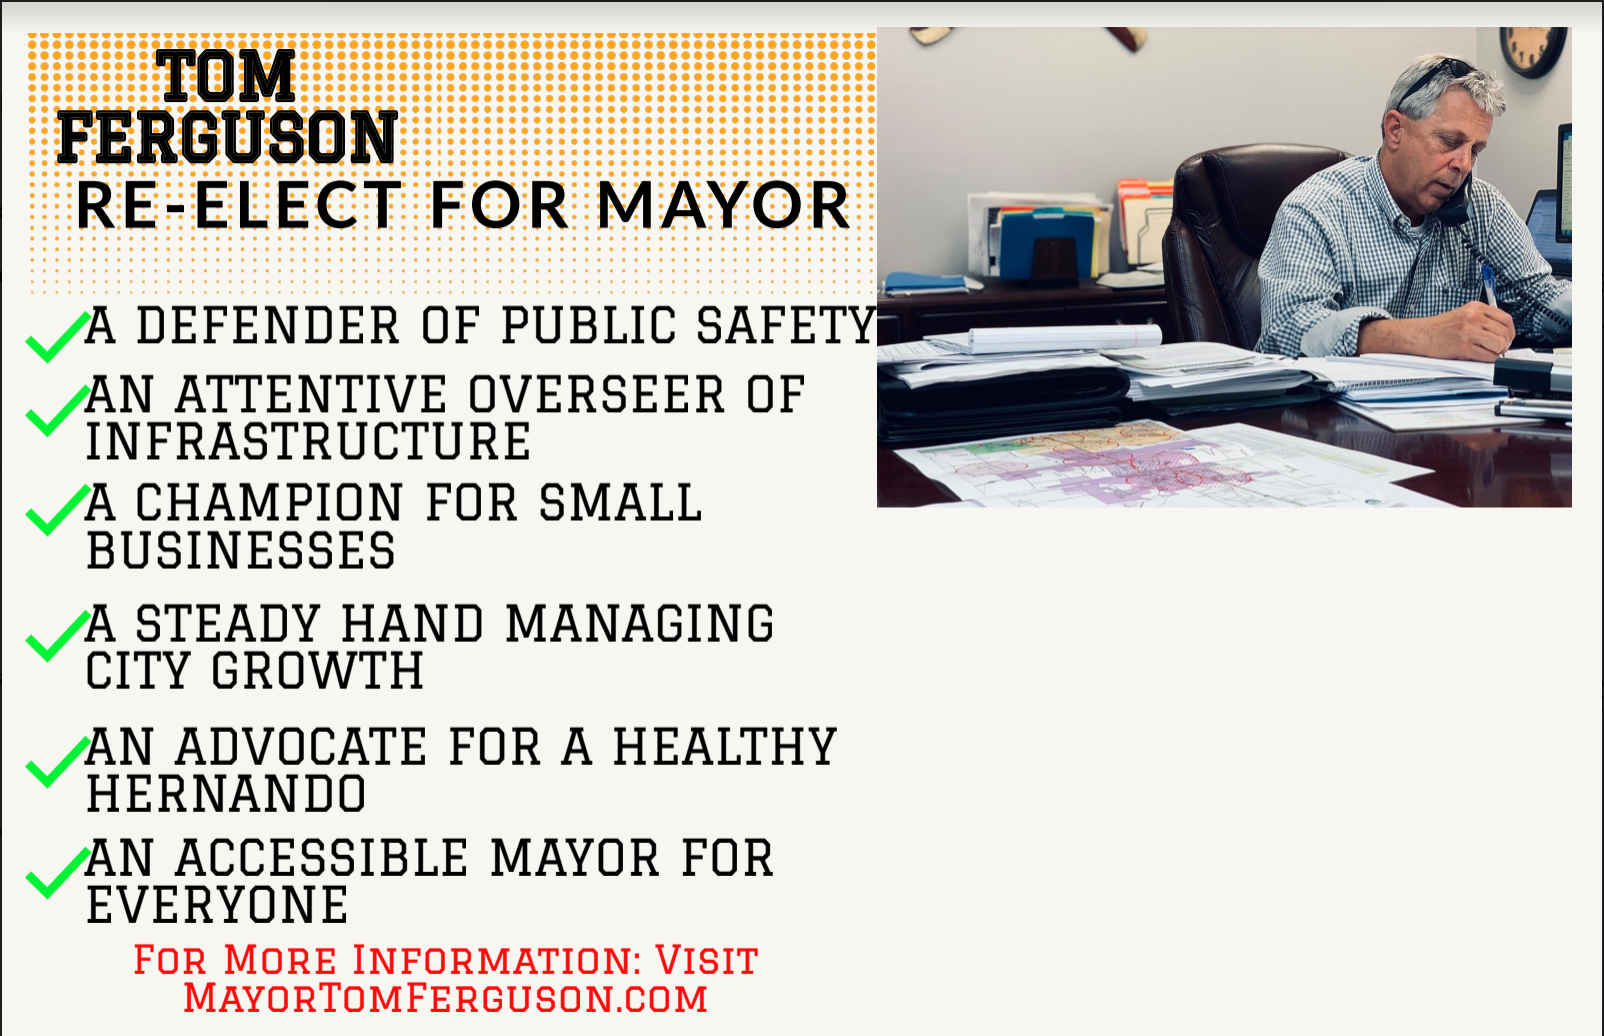 TOM
FERGUSON
RE-ELECT FOR MAYOR
A DEFENDER OF PUBLIC SAFETY
AN ATTENTIVE OVERSEER OF
INFRASTRUCTURE
A CHAMPION FOR SMALL
BUSINESSES
A STEADY HAND MANAGING
CITY GROWTH
AN ADVOCATE FOR A HEALTHY
HERNANDO
AN ACCESSIBLE MAYOR FOR
EVERYONE
For More Information: Visit
MayorTomFerguson.com